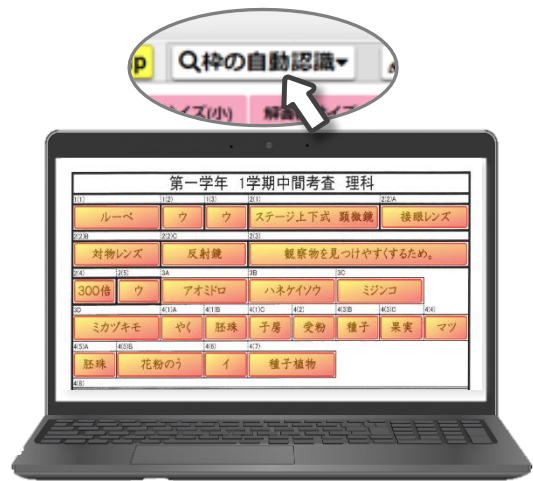 p
枠の自動認識
イズ(小)
解答
イズ
第一学年 1学期中間考査 理科
1(1) 1(2) 1(3) 2(1) 2(2)A
ルーペ ウ ウ ステージ上下式 顕微鏡 接眼レンズ
2(2)B 2(2)C 2(3)
対物レンズ 反射鏡 観察物を見つけやすくするため。
2(4) 2(5) 3A 3B 3C
300倍 ウ アオミドロ ハネケイソウ ミジンコ
3D 4(1)A 4(1)B 4(1)C 4(2) 4(3)B 4(3)C 4(4)
ミカヅキモ やく 胚珠 子房 受粉 種子 果実 マツ
4(5)A 4(5)B 4(6) 4(7)
胚珠 花粉のう イ 種子植物
4(8)